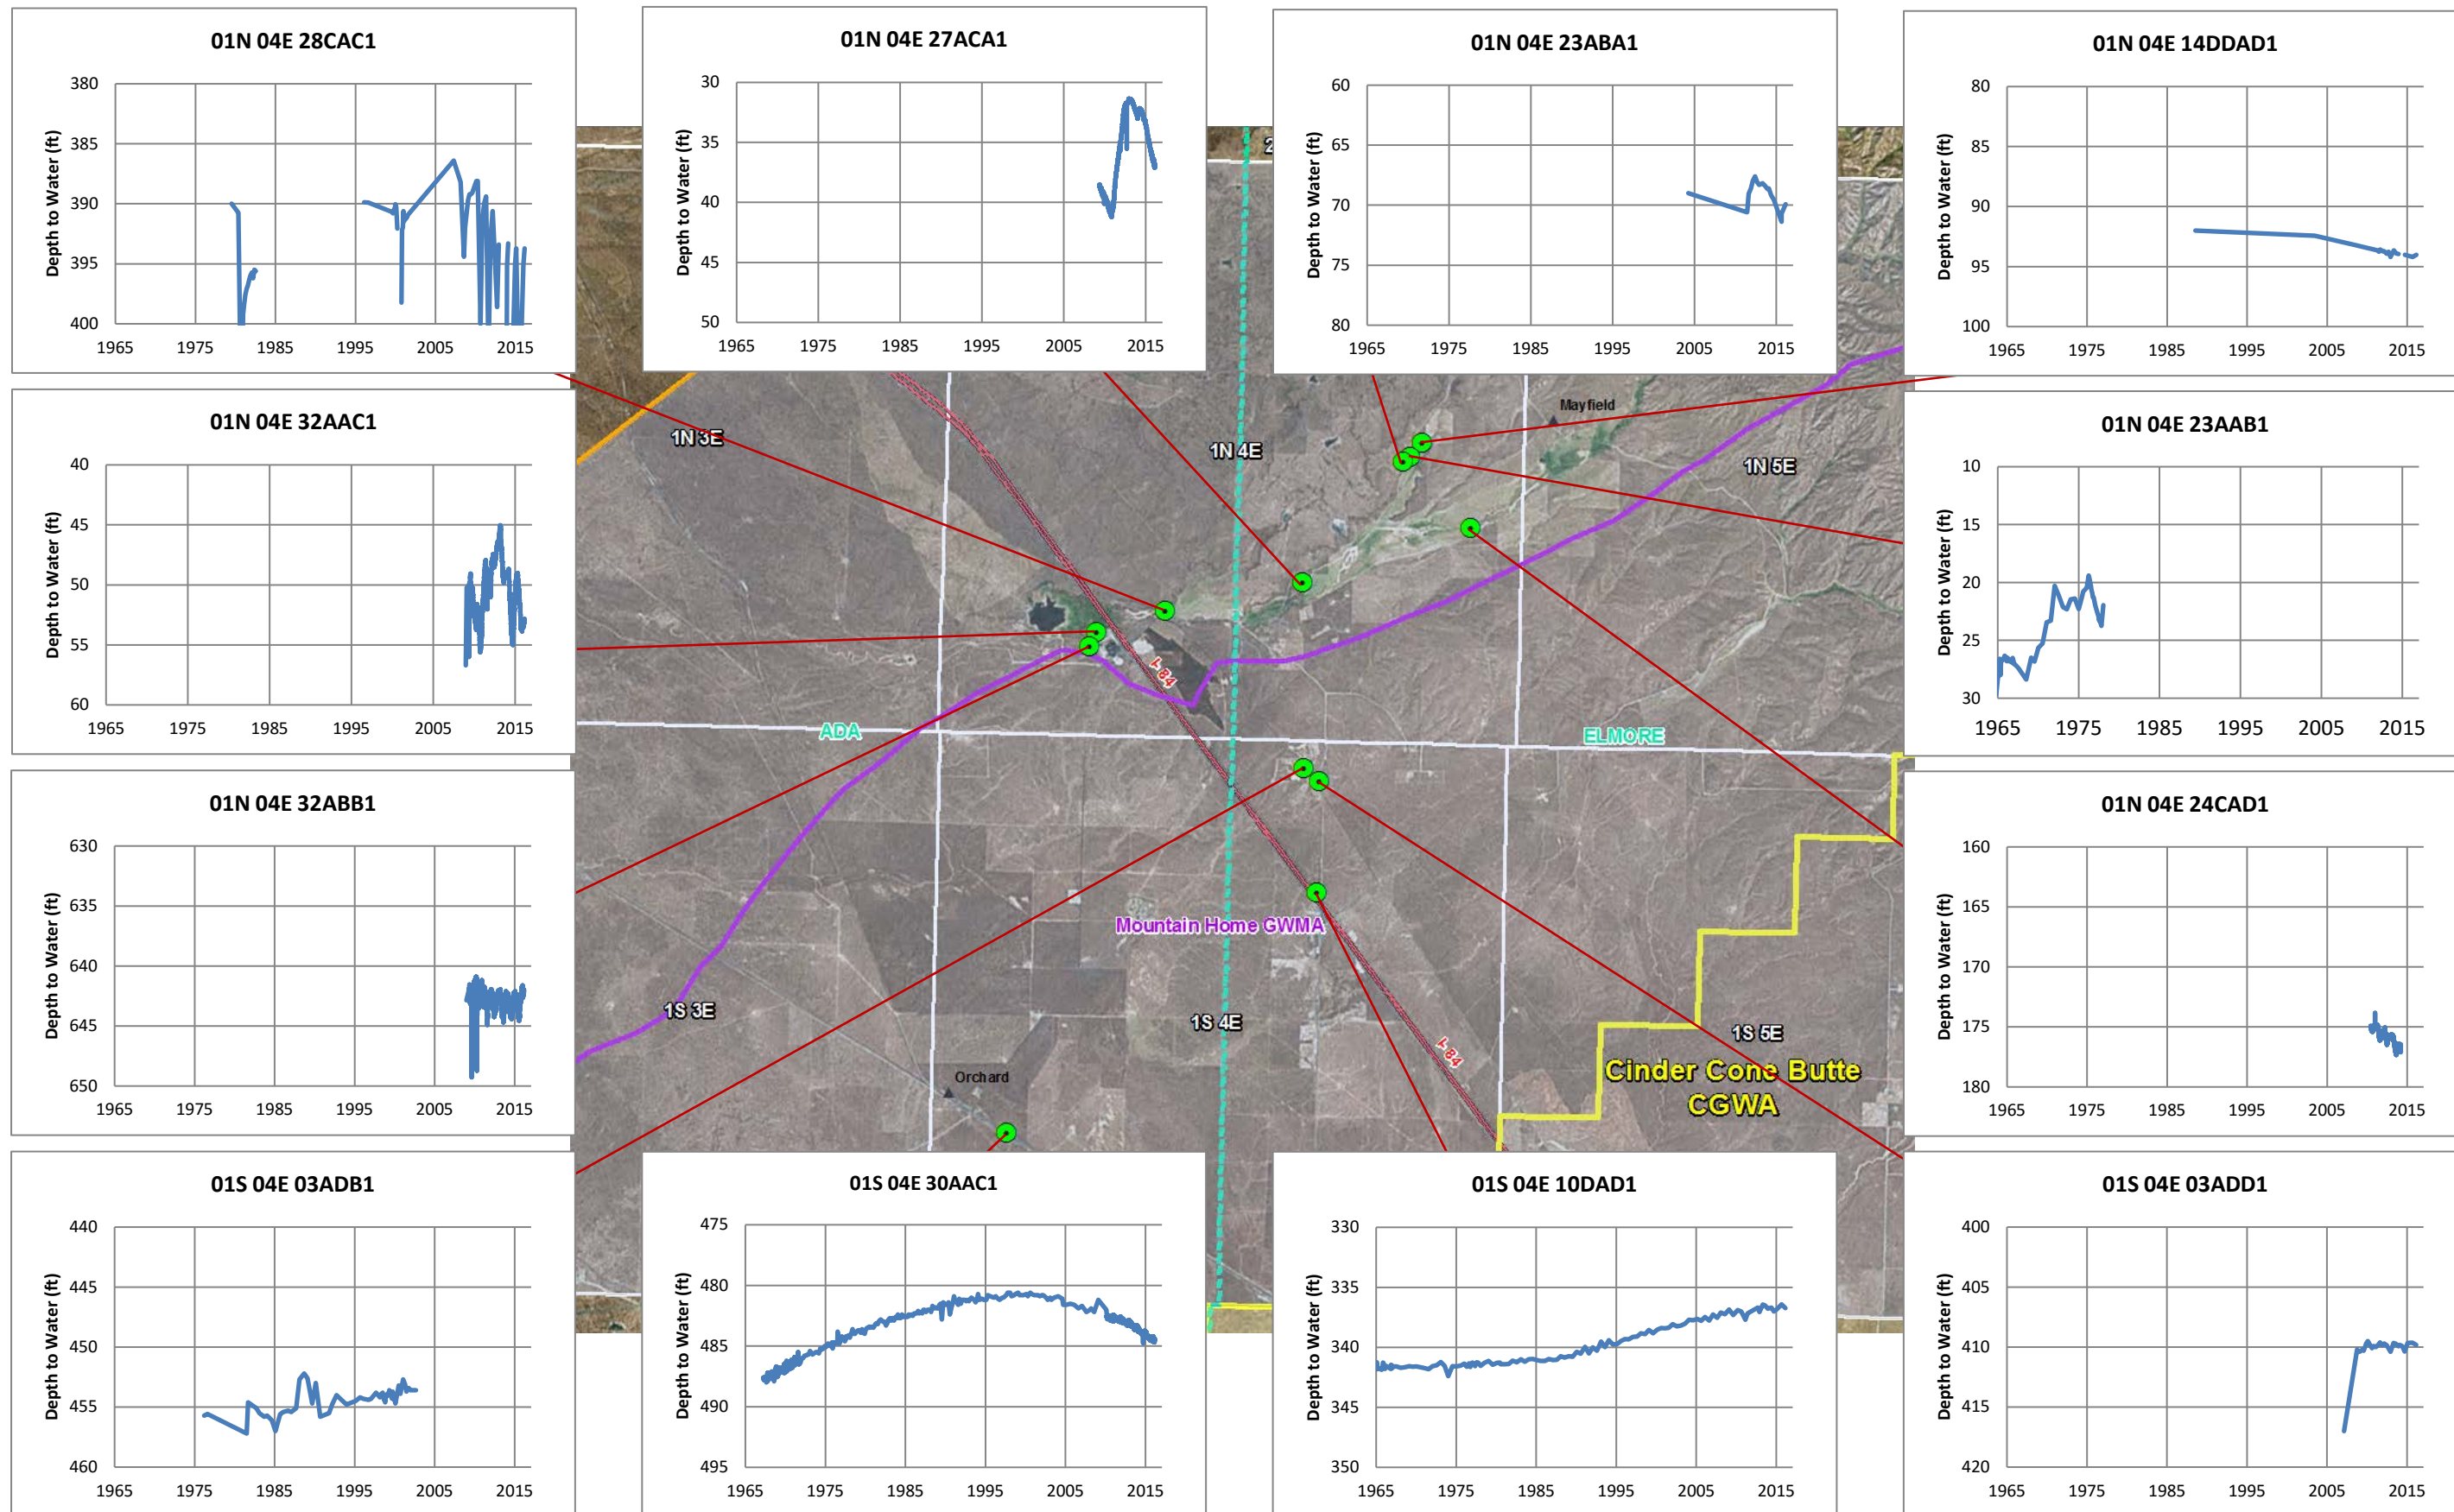 01N 04E 28CAC1
Depth to Water (ft)
380
385
390
395
400
1965 1975 1985 1995 2005 2015
01N 04E 27ACA1
Depth to Water (ft)
30
35
40
45
50
1965 1975 1985 1995 2005 2015
01N 04E 23ABA1
Depth to Water (ft)
60
65
70
75
80
1965 1975 1985 1995 2005 2015
01N 04E 14DDAD1
Depth to Water (ft)
80
85
90
95
100
1965 1975 1985 1995 2005 2015
01N 04E 32AAC1
Depth to Water (ft)
40
45
50
55
60
1965 1975 1985 1995 2005 2015
01N 04E 23AAB1
Depth to Water (ft)
10
15
20
25
30
1965 1975 1985 1995 2005 2015
Mayfield
1N 3E
1N 4E
1N 5E
I-84
ADA
ELMORE
01N 04E 32ABB1
Depth to Water (ft)
630
635
640
645
650
1965 1975 1985 1995 2005 2015
01N 04E 24CAD1
Depth to Water (ft)
160
165
170
175
180
1965 1975 1985 1995 2005 2015
Mountain Home GWMA
1S 3E
1S 4E
1S 5E
I-84
Cinder Cone Butte
CGWA
Orchard
01S 04E 03ADB1
Depth to Water (ft)
440
445
450
455
460
1965 1975 1985 1995 2005 2015
01S 04E 30AAC1
Depth to Water (ft)
475
480
485
490
495
1965 1975 1985 1995 2005 2015
01S 04E 10DAD1
Depth to Water (ft)
330
335
340
345
350
1965 1975 1985 1995 2005 2015
01S 04E 03ADD1
Depth to Water (ft)
400
405
410
415
420
1965 1975 1985 1995 2005 2015